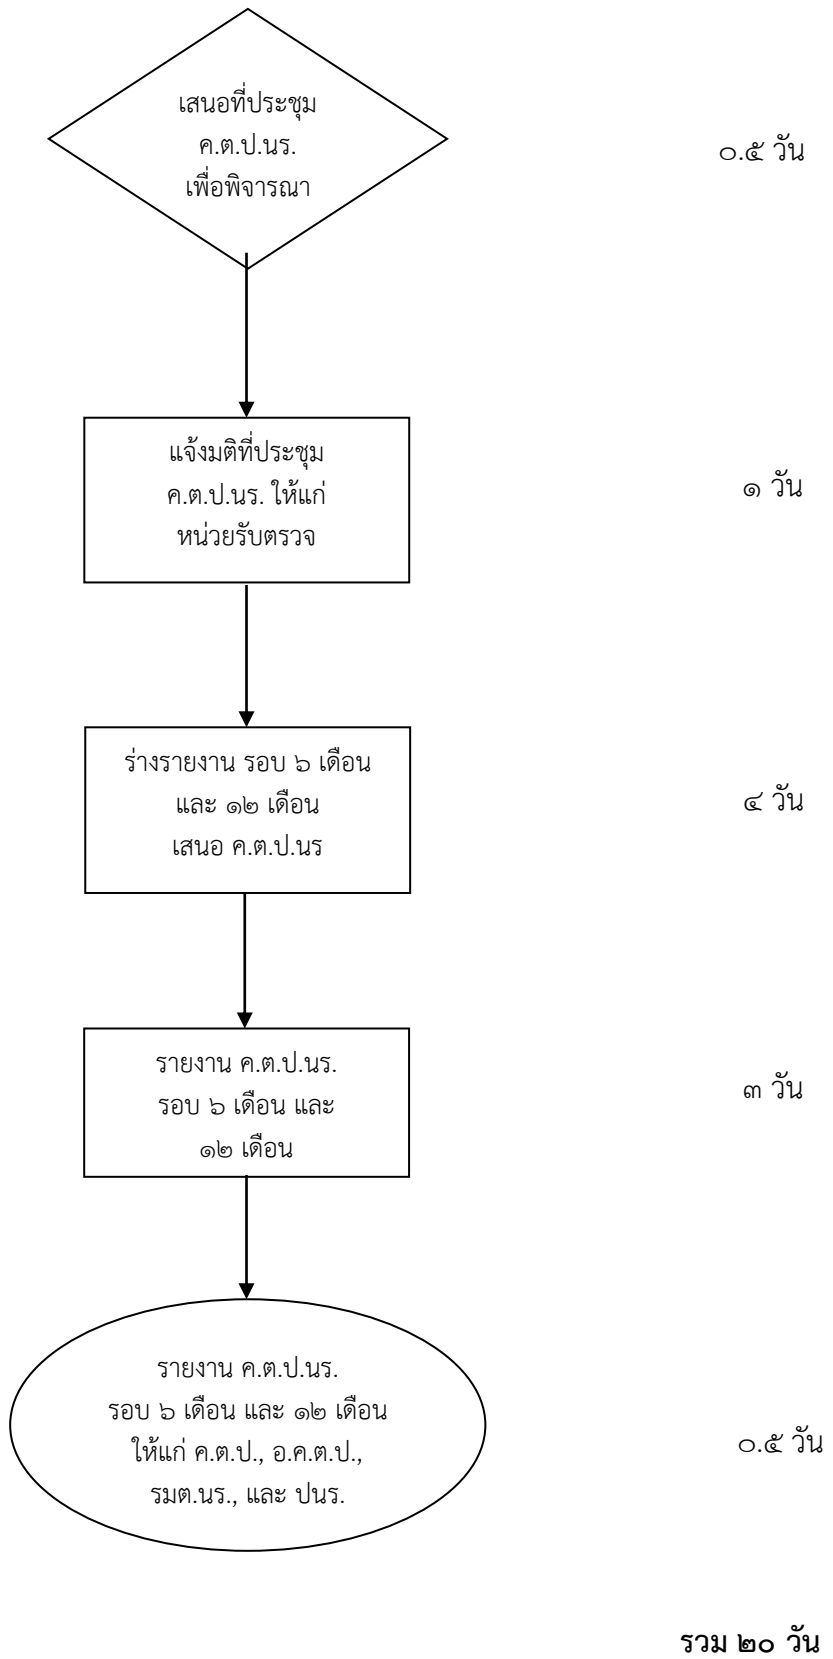 เสนอที่ประชุม
ค.ต.ป.นร.
เพื่อพิจารณา
๐.๕ วัน
แจ้งมติที่ประชุม
ค.ต.ป.นร. ให้แก่
หน่วยรับตรวจ
๑ วัน
ร่างรายงาน รอบ ๖ เดือน
และ ๑๒ เดือน
เสนอ ค.ต.ป.นร
๔ วัน
รายงาน ค.ต.ป.นร.
รอบ ๖ เดือน และ
๑๒ เดือน
๓ วัน
รายงาน ค.ต.ป.นร.
รอบ ๖ เดือน และ ๑๒ เดือน
ให้แก่ ค.ต.ป., อ.ค.ต.ป.,
รมต.นร., และ ปนร.
๐.๕ วัน
รวม ๒๐ วัน